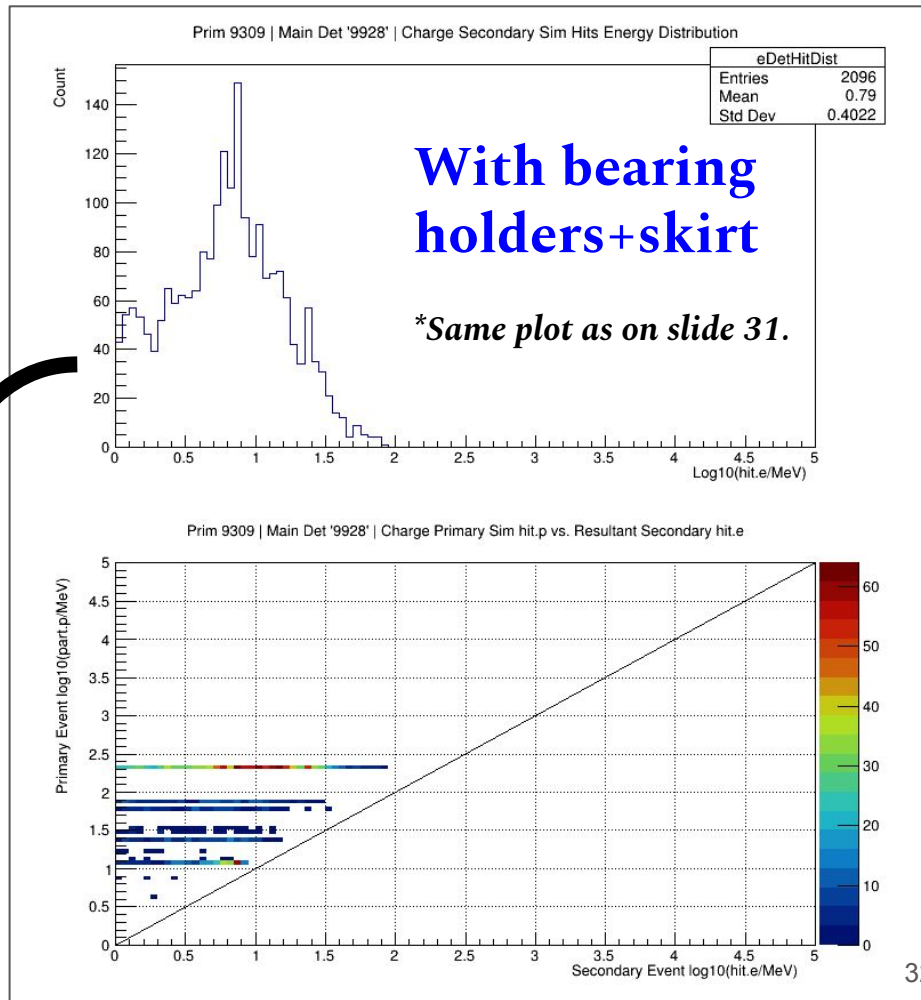 Prim 9309 | Main Det '9928' | Charge Secondary Sim Hits Energy Distribution
eDetHitDist
Entries 2096
Mean 0.79
Std Dev 0.4022
Count
140
120
100
80
60
40
20
0
With bearing
holders+skirt
*Same plot as on slide 31.
0 0.5 1 1.5 2 2.5 3 3.5 4 4.5 5
Log10(hit.e/MeV)
Prim 9309 | Main Det '9928' | Charge Primary Sim hit.p vs. Resultant Secondary hit.e
Primary Event log10(part.p/MeV)
5
4.5
4
3.5
3
2.5
2
1.5
1
0.5
0
60
50
40
30
20
10
0
0 0.5 1 1.5 2 2.5 3 3.5 4 4.5 5
Secondary Event log10(hit.e/MeV)